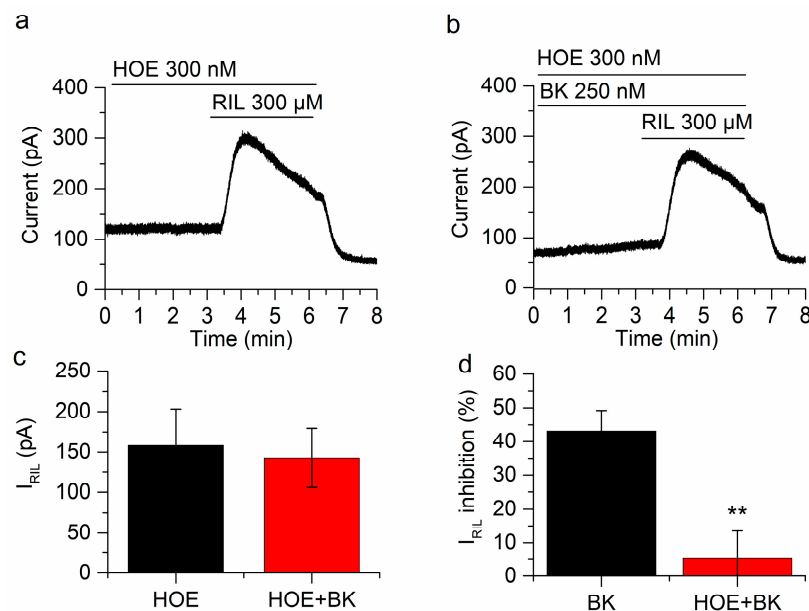 a
HOE 300 nM
RIL 300 µM
400
300
200
100
0
Current (pA)
0 1 2 3 4 5 6 7 8
Time (min)
b
HOE 300 nM
BK 250 nM
RIL 300 µM
400
300
200
100
0
Current (pA)
0 1 2 3 4 5 6 7 8
Time (min)
c
250
200
150
100
50
0
I_RIL (pA)
HOE HOE+BK
d
60
50
40
30
20
10
0
I_RIL inhibition (%)
**
BK HOE+BK